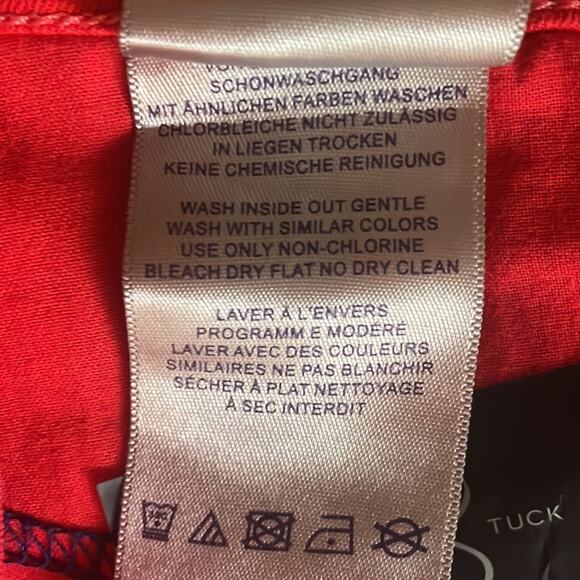 SCHONWASCHGANG
MIT ÄHNLICHEN FARBEN WASCHEN
CHLORBLEICHE NICHT ZULÄSSIG
IN LIEGEN TROCKEN
KEINE CHEMISCHE REINIGUNG
WASH INSIDE OUT GENTLE
WASH WITH SIMILAR COLORS
USE ONLY NON-CHLORINE
BLEACH DRY FLAT NO DRY CLEAN
LAVER À L'ENVERS
PROGRAMM E MODÉRÉ
LAVER AVEC DES COULEURS
SIMILAIRES NE PAS BLANCHIR
SÉCHER À PLAT NETTOYAGE
À SEC INTERDIT
TUCK